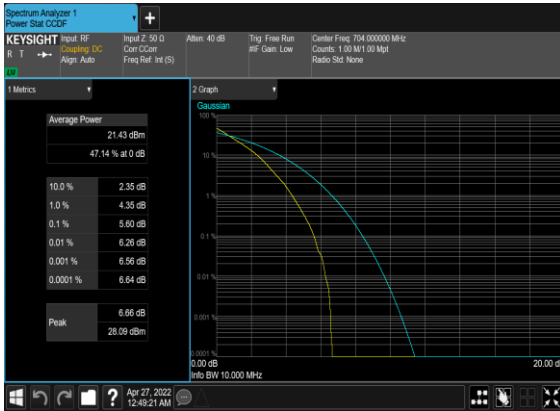 Spectrum Analyzer 1
Power Stat CCDF
+
KEYSIGHT
R T
LXI
Input: RF
Coupling: DC
Align: Auto
Input Z: 50 Ω
Corr CCorr
Freq Ref: Int (S)
Atten: 40 dB
Trig: Free Run
#IF Gain: Low
Center Freq: 704.000000 MHz
Counts: 1.00 M/1.00 Mpt
Radio Std: None
1 Metrics
Average Power
21.43 dBm
47.14 % at 0 dB
10.0 % 2.35 dB
1.0 % 4.35 dB
0.1 % 5.60 dB
0.01 % 6.26 dB
0.001 % 6.56 dB
0.0001 % 6.64 dB
Peak
6.66 dB
28.09 dBm
2 Graph
Gaussian
100 %
10 %
1 %
0.1 %
0.01 %
0.001 %
0.0001 %
0.00 dB
20.00 d
Info BW 10.000 MHz
?
Apr 27, 2022
12:49:21 AM